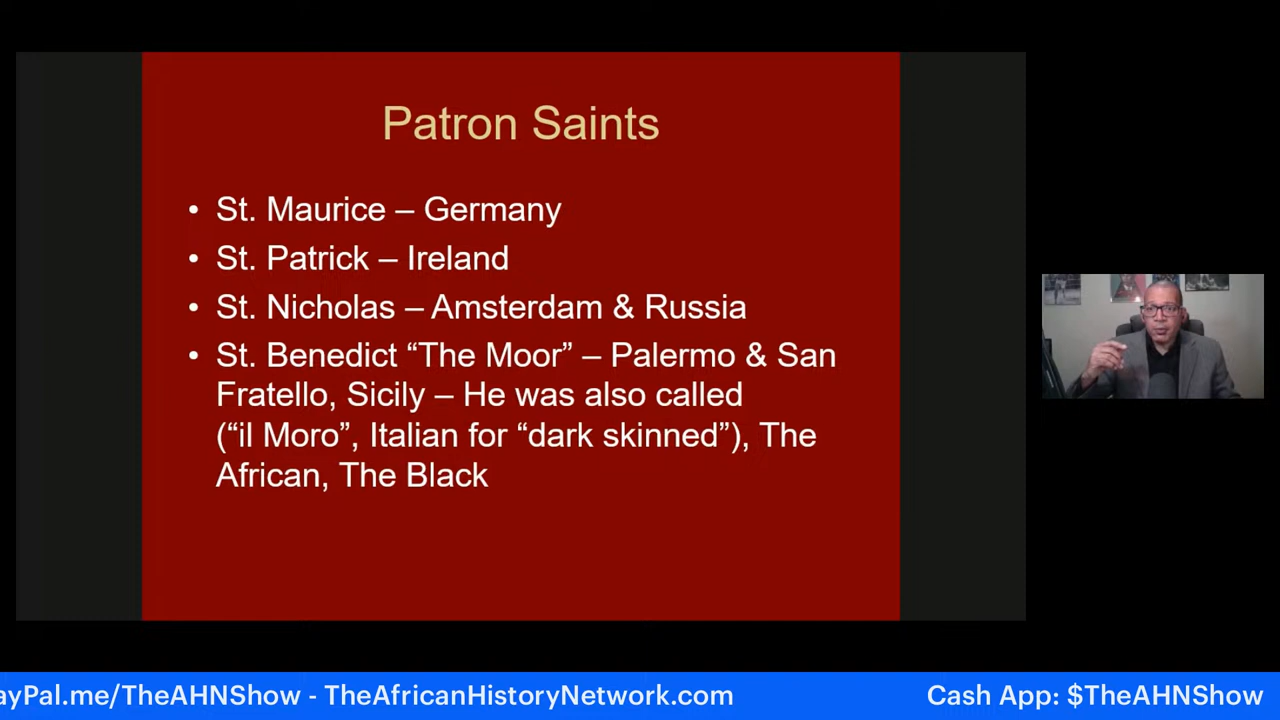 Patron Saints
• St. Maurice – Germany
• St. Patrick – Ireland
• St. Nicholas – Amsterdam & Russia
• St. Benedict “The Moor” – Palermo & San
Fratello, Sicily – He was also called
(“il Moro”, Italian for “dark skinned”), The
African, The Black
ayPal.me/TheAHNShow - TheAfricanHistoryNetwork.com
Cash App: $TheAHNShow